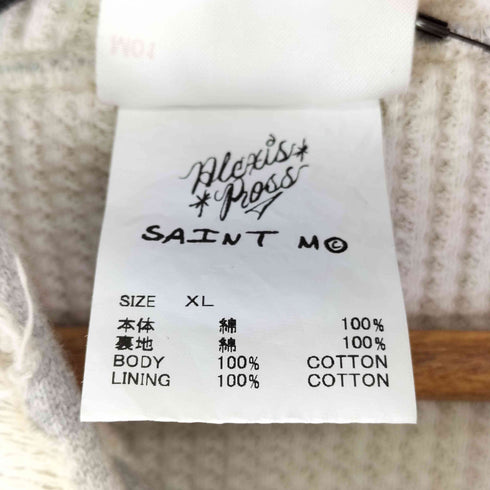 Alexis
Ross
SAINT M©
SIZE XL
本体 綿 100%
裏地 綿 100%
BODY 100% COTTON
LINING 100% COTTON